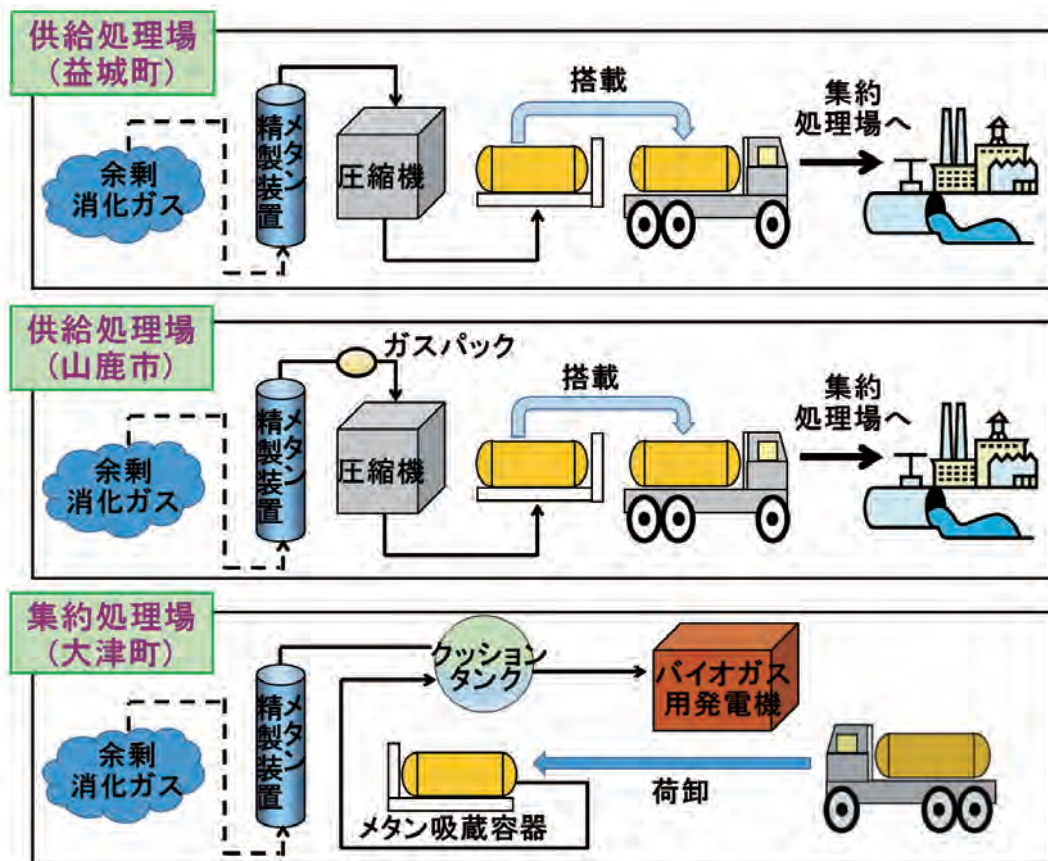 供給処理場
(益城町)
余剰
消化ガス
メタン
精製装置
圧縮機
搭載
集約
処理場へ
供給処理場
(山鹿市)
余剰
消化ガス
メタン
精製装置
ガスパック
圧縮機
搭載
集約
処理場へ
集約処理場
(大津町)
余剰
消化ガス
メタン
精製装置
クッション
タンク
バイオガス
用発電機
メタン吸蔵容器
荷卸